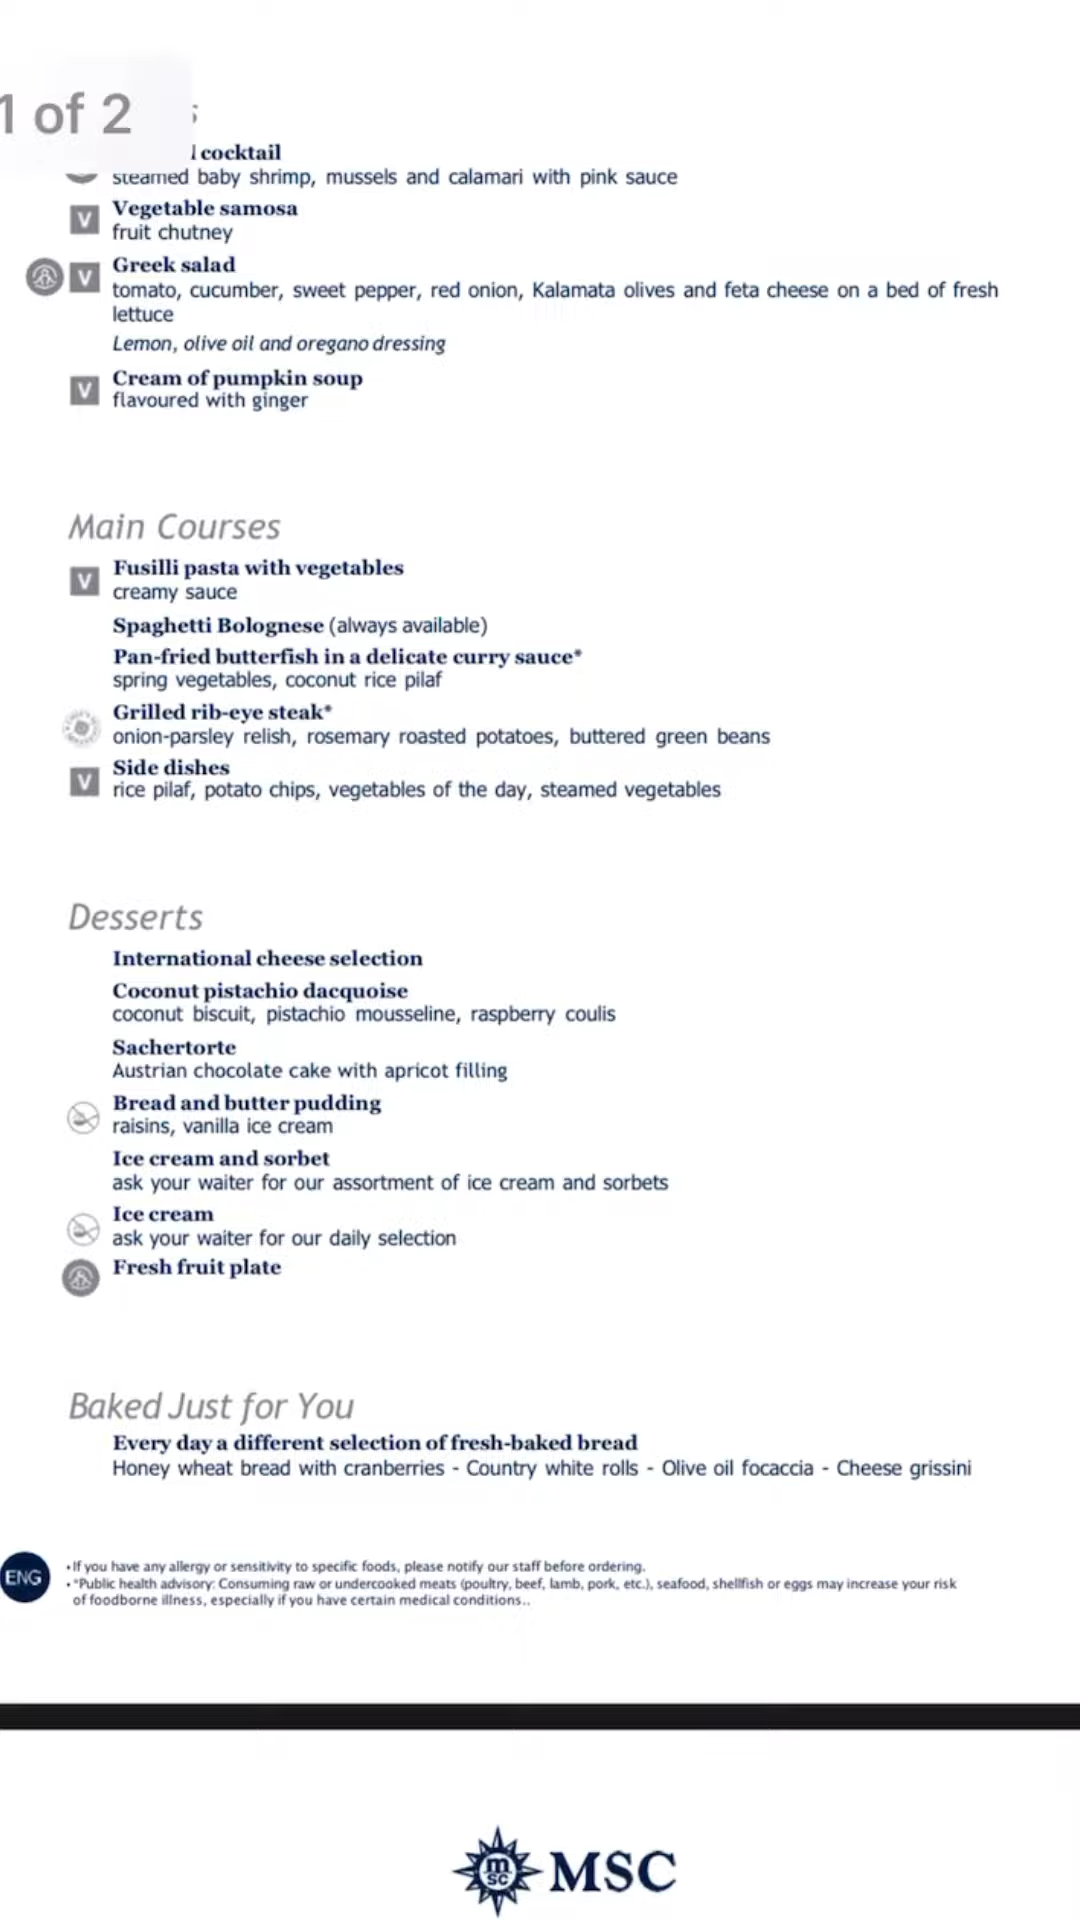 1 of 2
cocktail
steamed baby shrimp, mussels and calamari with pink sauce
V
Vegetable samosa
fruit chutney
V
Greek salad
tomato, cucumber, sweet pepper, red onion, Kalamata olives and feta cheese on a bed of fresh
lettuce
Lemon, olive oil and oregano dressing
V
Cream of pumpkin soup
flavoured with ginger
Main Courses
V
Fusilli pasta with vegetables
creamy sauce
Spaghetti Bolognese (always available)
Pan-fried butterfish in a delicate curry sauce*
spring vegetables, coconut rice pilaf
Grilled rib-eye steak*
onion-parsley relish, rosemary roasted potatoes, buttered green beans
V
Side dishes
rice pilaf, potato chips, vegetables of the day, steamed vegetables
Desserts
International cheese selection
Coconut pistachio dacquoise
coconut biscuit, pistachio mousseline, raspberry coulis
Sachertorte
Austrian chocolate cake with apricot filling
Bread and butter pudding
raisins, vanilla ice cream
Ice cream and sorbet
ask your waiter for our assortment of ice cream and sorbets
Ice cream
ask your waiter for our daily selection
Fresh fruit plate
Baked Just for You
Every day a different selection of fresh-baked bread
Honey wheat bread with cranberries - Country white rolls - Olive oil focaccia - Cheese grissini
ENG
• If you have any allergy or sensitivity to specific foods, please notify our staff before ordering.
• *Public health advisory: Consuming raw or undercooked meats (poultry, beef, lamb, pork, etc.), seafood, shellfish or eggs may increase your risk
of foodborne illness, especially if you have certain medical conditions..
m
SC
MSC